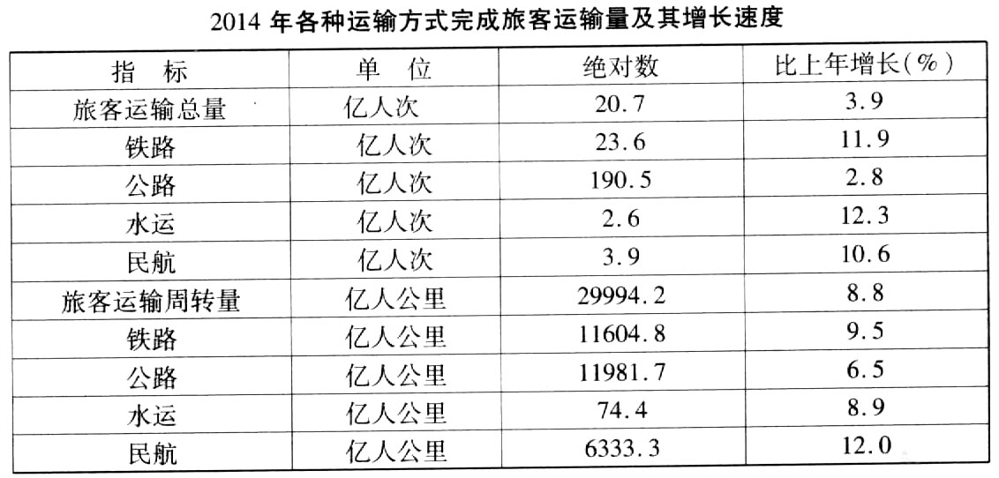 2014 年各种运输方式完成旅客运输量及其增长速度
指 标 单 位 绝对数 比上年增长(%)
旅客运输总量 亿人次 20.7 3.9
铁路 亿人次 23.6 11.9
公路 亿人次 190.5 2.8
水运 亿人次 2.6 12.3
民航 亿人次 3.9 10.6
旅客运输周转量 亿人公里 29994.2 8.8
铁路 亿人公里 11604.8 9.5
公路 亿人公里 11981.7 6.5
水运 亿人公里 74.4 8.9
民航 亿人公里 6333.3 12.0